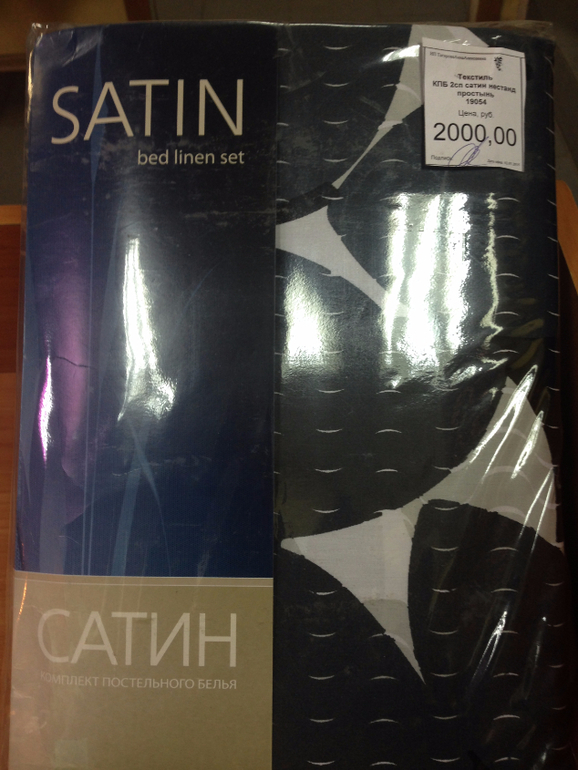 SATIN
bed linen set
Текстиль
КПБ 2сп сатин нестанд
простынь
19054
Цена, руб
2000,00
Подпись
САТИН
КОМПЛЕКТ ПОСТЕЛЬНОГО БЕЛЬЯ